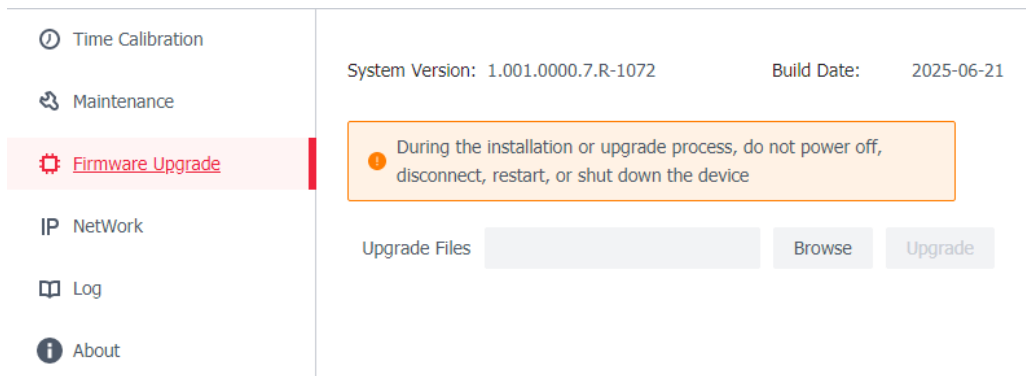 Time Calibration
Maintenance
Firmware Upgrade
IP NetWork
Log
About
System Version: 1.001.0000.7.R-1072 Build Date: 2025-06-21
During the installation or upgrade process, do not power off,
disconnect, restart, or shut down the device
Upgrade Files Browse Upgrade